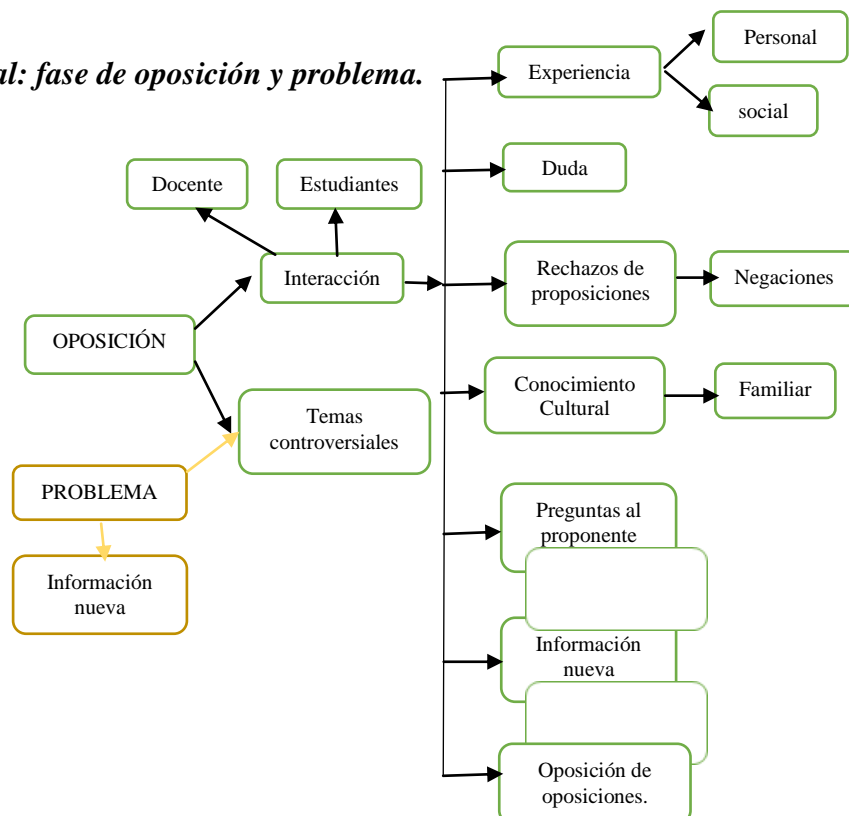 al: fase de oposición y problema.
Personal
Experiencia
social
Docente
Estudiantes
Duda
Interacción
Rechazos de
proposiciones
Negaciones
OPOSICIÓN
Conocimiento
Cultural
Familiar
Temas
controversiales
PROBLEMA
Preguntas al
proponente
Información
nueva
Información
nueva
Oposición de
oposiciones.